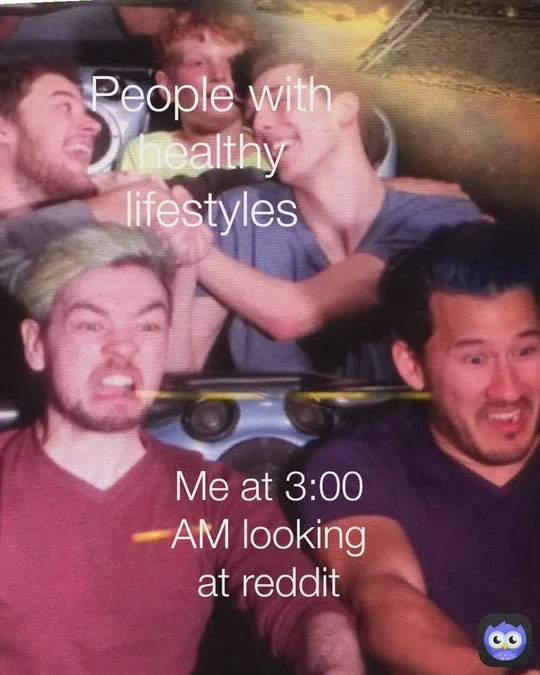 People with
healthy
lifestyles
Me at 3:00
AM looking
at reddit